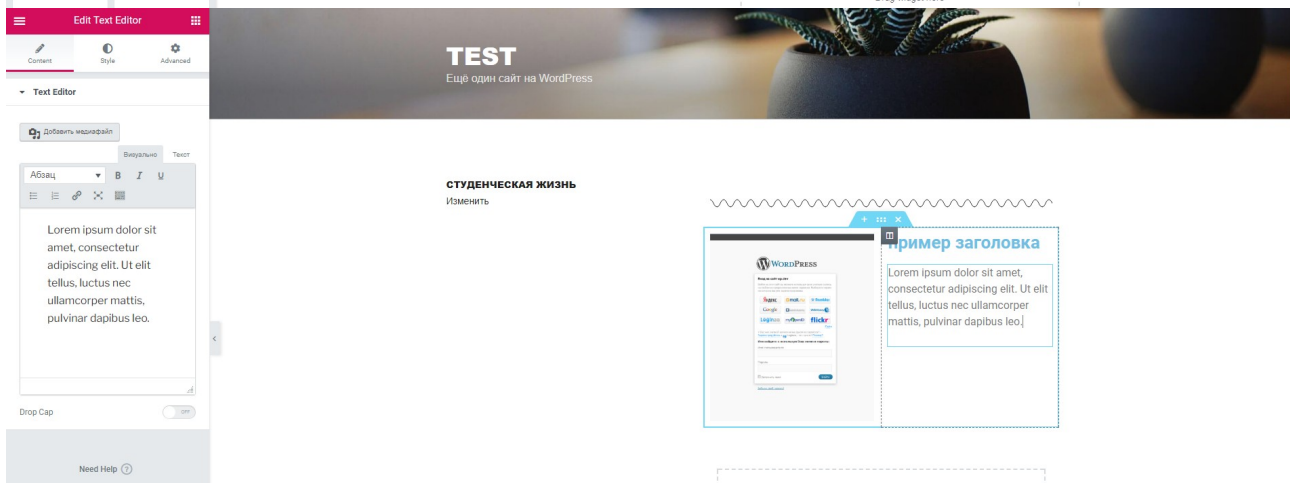 Edit Text Editor
Content
Style
Advanced
Text Editor
Добавить медиафайл
Визуально
Текст
Абзац
B
I
U
Lorem ipsum dolor sit
amet, consectetur
adipiscing elit. Ut elit
tellus, luctus nec
ullamcorper mattis,
pulvinar dapibus leo.
Drop Cap
OFF
Need Help
TEST
Ещё один сайт на WordPress
СТУДЕНЧЕСКАЯ ЖИЗНЬ
Изменить
WORDPRESS
Google
flickr
пример заголовка
Lorem ipsum dolor sit amet,
consectetur adipiscing elit. Ut elit
tellus, luctus nec ullamcorper
mattis, pulvinar dapibus leo.